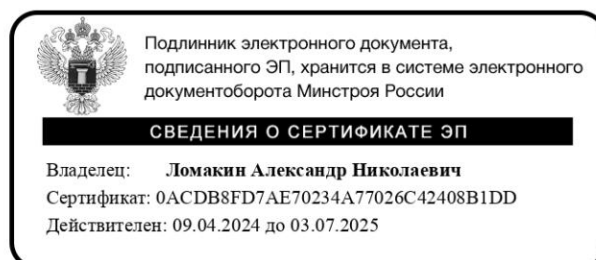 Подлинник электронного документа,
подписанного ЭП, хранится в системе электронного
документоборота Минстроя России
СВЕДЕНИЯ О СЕРТИФИКАТЕ ЭП
Владелец: Ломакин Александр Николаевич
Сертификат: 0ACDB8FD7AE70234A77026C42408B1DD
Действителен: 09.04.2024 до 03.07.2025